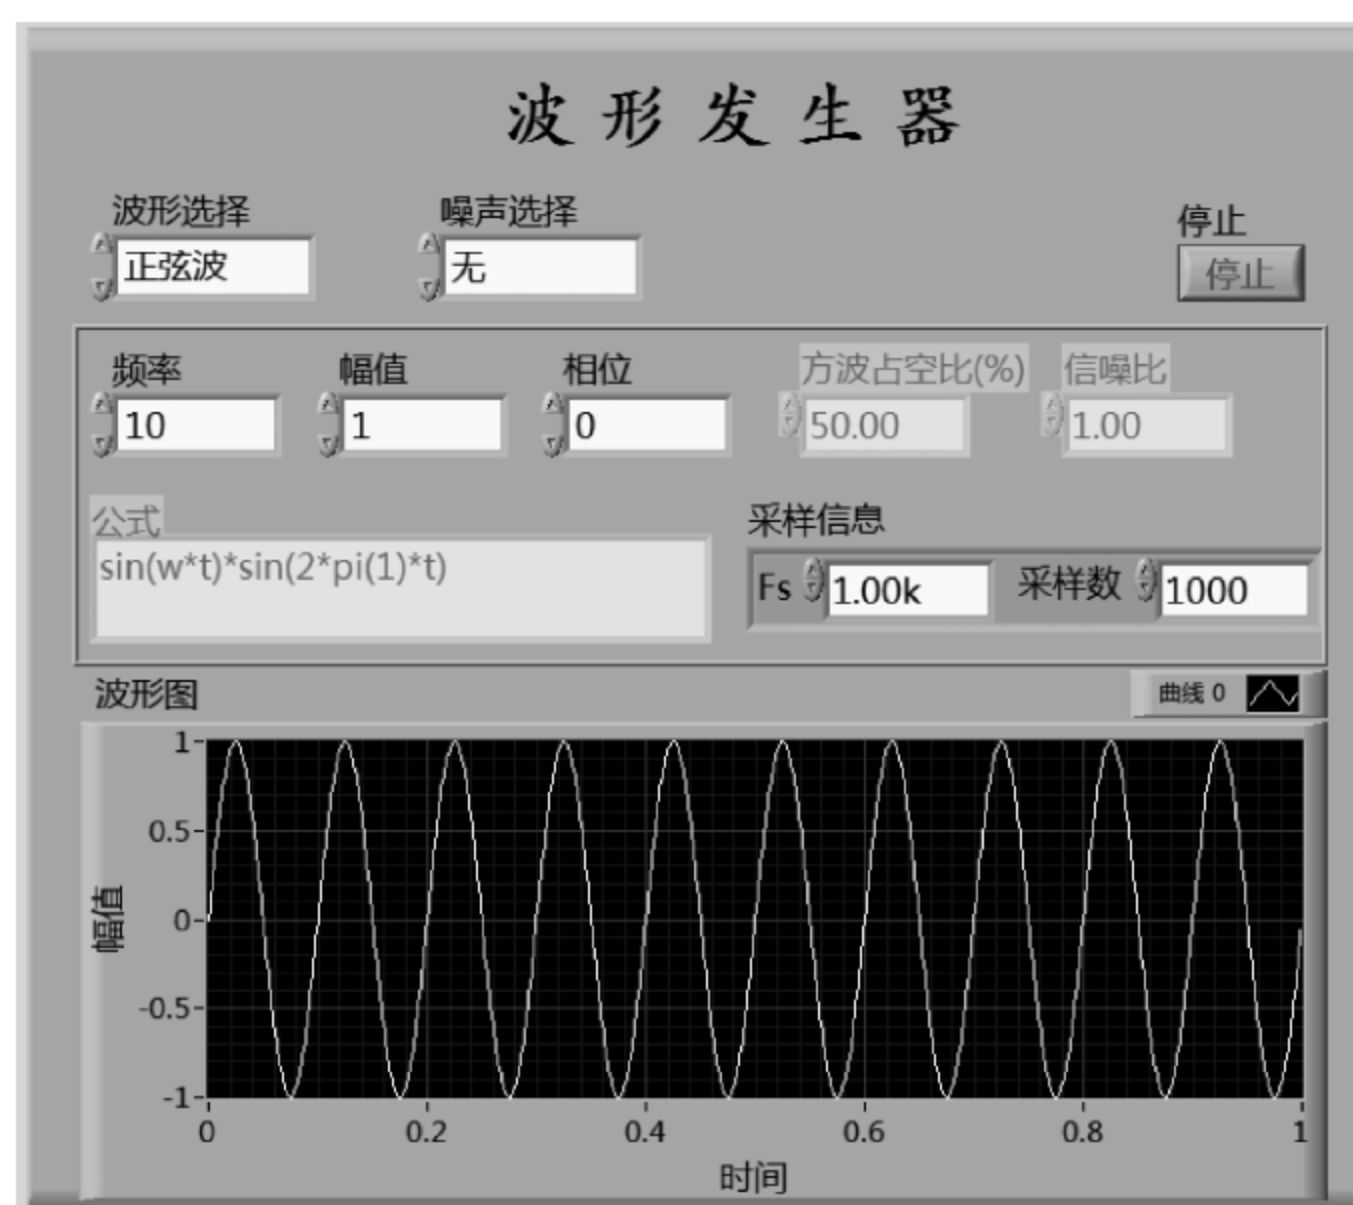 波形发生器
波形选择 噪声选择 停止
正弦波 无 停止
频率 幅值 相位 方波占空比(%) 信噪比
10 1 0 50.00 1.00
公式 采样信息
sin(w*t)*sin(2*pi(1)*t)
Fs 1.00k 采样数 1000
波形图 曲线 0
1
0.5
0
-0.5
-1
幅值
0 0.2 0.4 0.6 0.8 1
时间